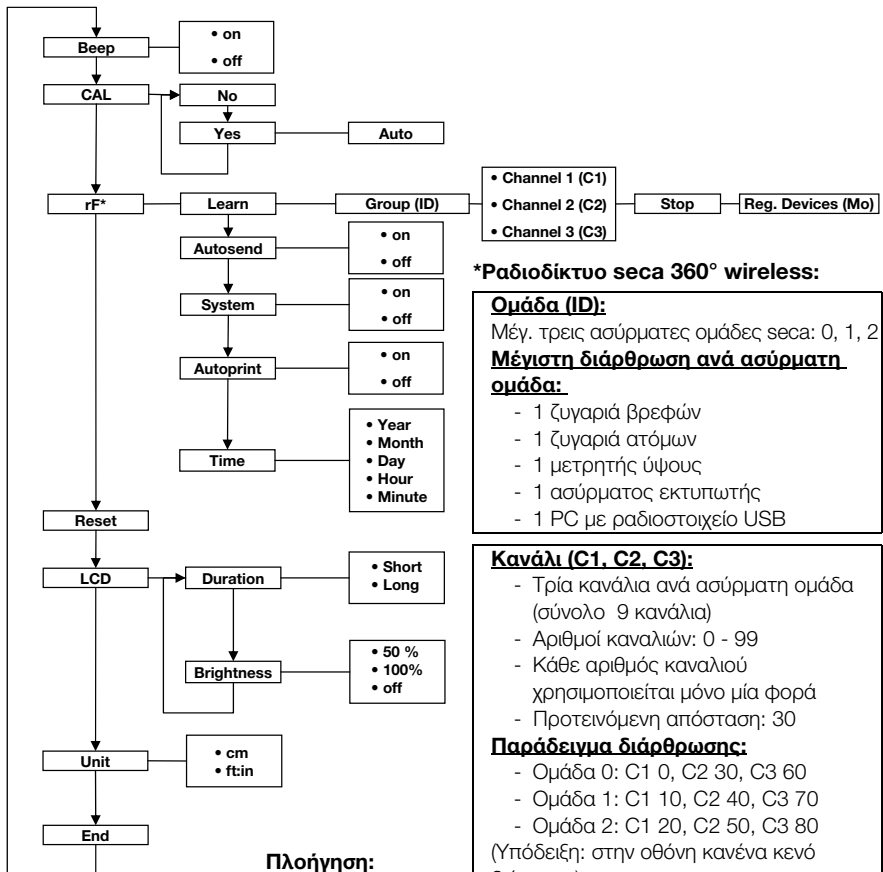 Beep
• on
• off
CAL
No
Yes
Auto
rF*
Learn
Group (ID)
• Channel 1 (C1)
• Channel 2 (C2)
• Channel 3 (C3)
Stop
Reg. Devices (Mo)
Autosend
• on
• off
System
• on
• off
Autoprint
• on
• off
Time
• Year
• Month
• Day
• Hour
• Minute
Reset
LCD
Duration
• Short
• Long
Brightness
• 50 %
• 100%
• off
Unit
• cm
• ft:in
End
Πλοήγηση:
*Ραδιοδίκτυο seca 360° wireless:
Ομάδα (ID):
Μέγ. τρεις ασύρματες ομάδες seca: 0, 1, 2
Μέγιστη διάρθρωση ανά ασύρματη
ομάδα:
- 1 ζυγαριά βρεφών
- 1 ζυγαριά ατόμων
- 1 μετρητής ύψους
- 1 ασύρματος εκτυπωτής
- 1 PC με ραδιοστοιχείο USB
Κανάλι (C1, C2, C3):
- Τρία κανάλια ανά ασύρματη ομάδα
(σύνολο 9 κανάλια)
- Αριθμοί καναλιών: 0 - 99
- Κάθε αριθμός καναλιού
χρησιμοποιείται μόνο μία φορά
- Προτεινόμενη απόσταση: 30
Παράδειγμα διάρθρωσης:
- Ομάδα 0: C1 0, C2 30, C3 60
- Ομάδα 1: C1 10, C2 40, C3 70
- Ομάδα 2: C1 20, C2 50, C3 80
(Υπόδειξη: στην οθόνη κανένα κενό